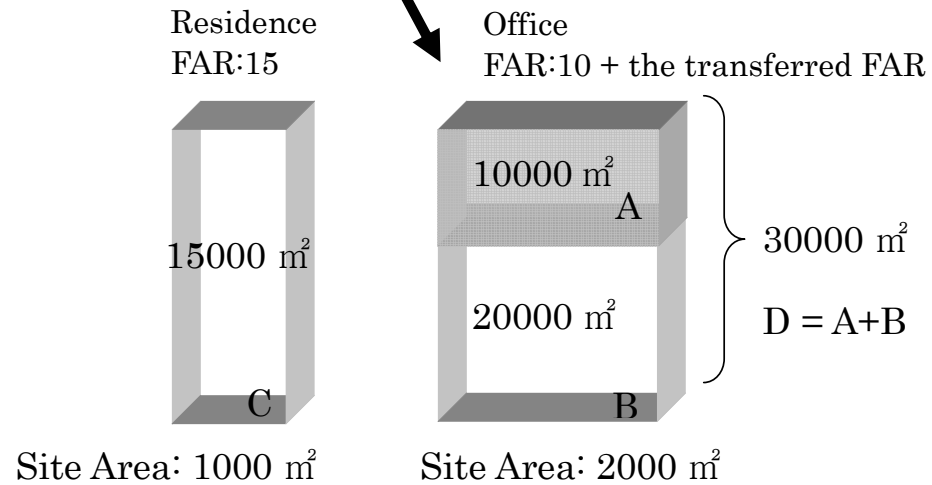 Residence
FAR:15
Office
FAR:10 + the transferred FAR
10000 ㎡
A
15000 ㎡
30000 ㎡
20000 ㎡
D = A+B
C
B
Site Area: 1000 ㎡
Site Area: 2000 ㎡